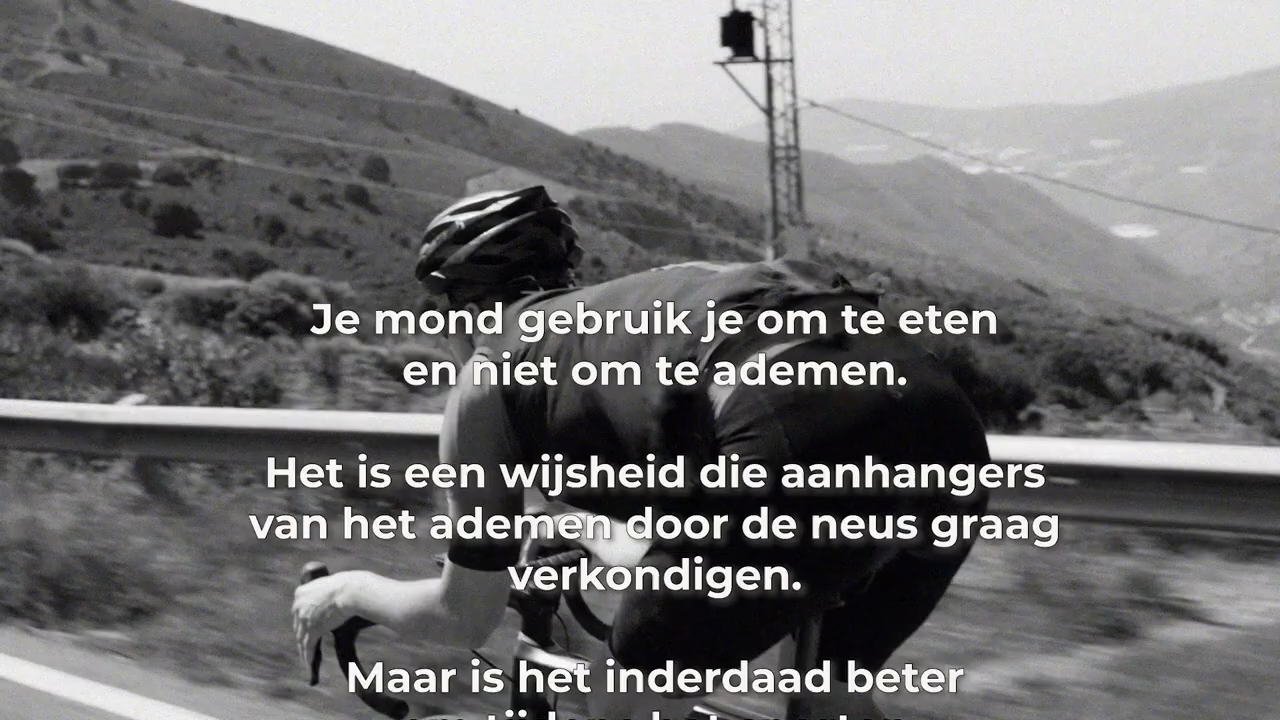 Je mond gebruik je om te eten
en niet om te ademen.
Het is een wijsheid die aanhangers
van het ademen door de neus graag
verkondigen.
Maar is het inderdaad beter